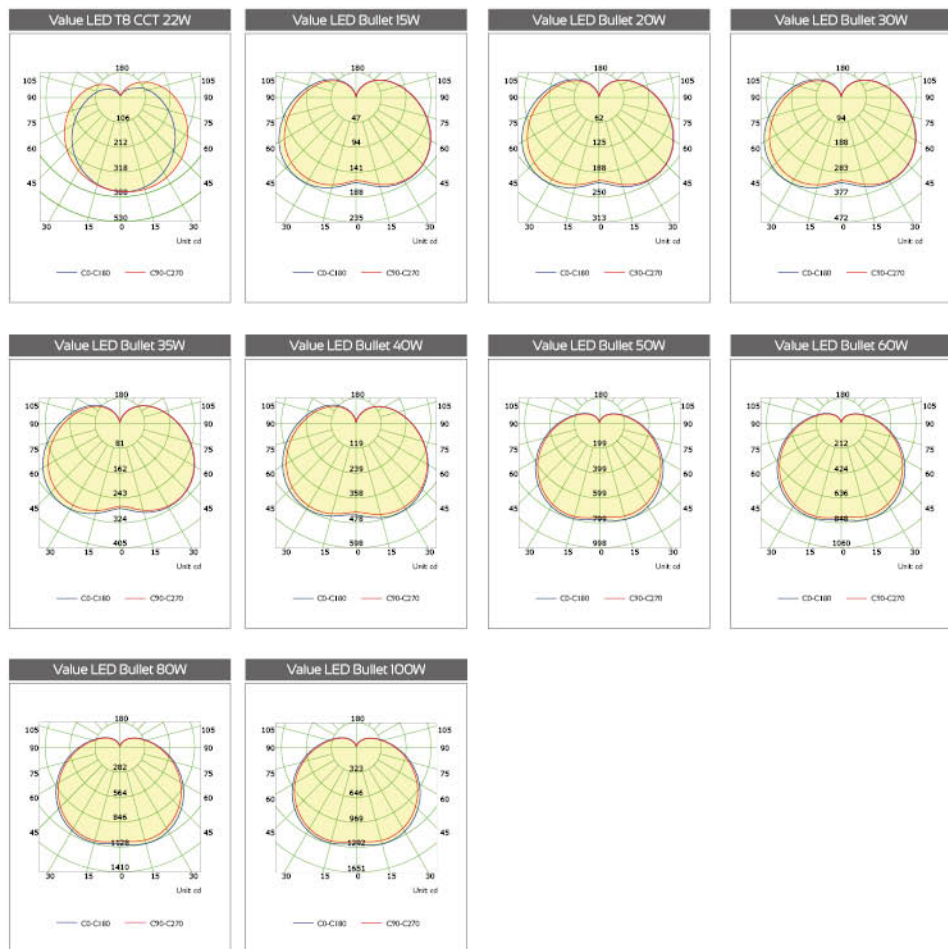 Value LED T8 CCT 22W
180
105 105
90 90
75 106 75
60 212 60
45 318 45
530
30 15 0 15 30
Unit: cd
C0-C180 C90-C270
Value LED Bullet 15W
180
105 105
90 90
75 47 75
60 94 60
45 141 45
188
235
30 15 0 15 30
Unit: cd
C0-C180 C90-C270
Value LED Bullet 20W
180
105 105
90 90
75 62 75
60 125 60
45 188 45
250
313
30 15 0 15 30
Unit: cd
C0-C180 C90-C270
Value LED Bullet 30W
180
105 105
90 90
75 94 75
60 188 60
45 283 45
377
472
30 15 0 15 30
Unit: cd
C0-C180 C90-C270
Value LED Bullet 35W
180
105 105
90 90
75 81 75
60 162 60
45 243 45
324
405
30 15 0 15 30
Unit: cd
C0-C180 C90-C270
Value LED Bullet 40W
180
105 105
90 90
75 119 75
60 239 60
45 358 45
478
598
30 15 0 15 30
Unit: cd
C0-C180 C90-C270
Value LED Bullet 50W
180
105 105
90 90
75 199 75
60 399 60
45 599 45
799
998
30 15 0 15 30
Unit: cd
C0-C180 C90-C270
Value LED Bullet 60W
180
105 105
90 90
75 212 75
60 424 60
45 636 45
848
1060
30 15 0 15 30
Unit: cd
C0-C180 C90-C270
Value LED Bullet 80W
180
105 105
90 90
75 282 75
60 564 60
45 846 45
1128
1410
30 15 0 15 30
Unit: cd
C0-C180 C90-C270
Value LED Bullet 100W
180
105 105
90 90
75 323 75
60 646 60
45 969 45
1651
30 15 0 15 30
Unit: cd
C0-C180 C90-C270